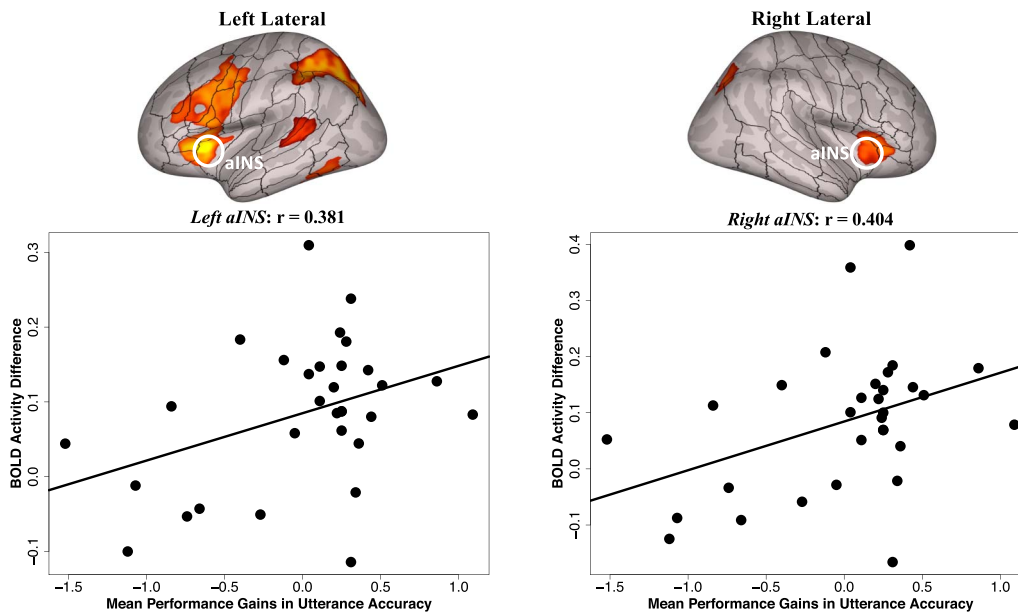 Left Lateral
aINS
Left aINS: r = 0.381
BOLD Activity Difference
0.3
0.2
0.1
0.0
−0.1
−1.5 −1.0 −0.5 0.0 0.5 1.0
Mean Performance Gains in Utterance Accuracy
Right Lateral
aINS
Right aINS: r = 0.404
BOLD Activity Difference
0.4
0.3
0.2
0.1
0.0
−0.1
−1.5 −1.0 −0.5 0.0 0.5 1.0
Mean Performance Gains in Utterance Accuracy